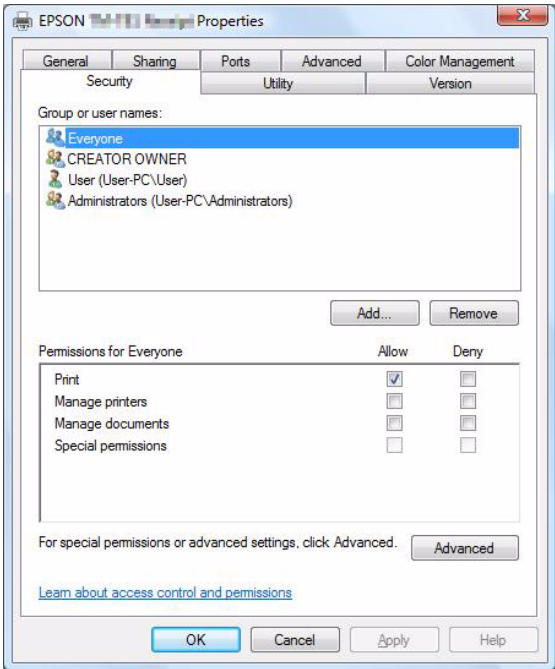 EPSON Receipt Properties
General Sharing Ports Advanced Color Management
Security Utility Version
Group or user names:
Everyone
CREATOR OWNER
User (User-PC\User)
Administrators (User-PC\Administrators)
Add... Remove
Permissions for Everyone Allow Deny
Print
Manage printers
Manage documents
Special permissions
For special permissions or advanced settings, click Advanced.
Advanced
Learn about access control and permissions
OK Cancel Apply Help